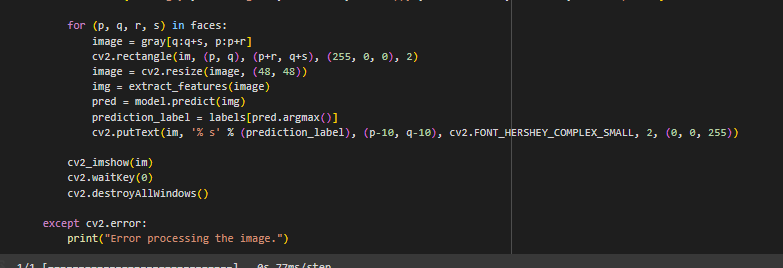 for (p, q, r, s) in faces:
image = gray[q:q+s, p:p+r]
cv2.rectangle(im, (p, q), (p+r, q+s), (255, 0, 0), 2)
image = cv2.resize(image, (48, 48))
img = extract_features(image)
pred = model.predict(img)
prediction_label = labels[pred.argmax()]
cv2.putText(im, '% s' % (prediction_label), (p-10, q-10), cv2.FONT_HERSHEY_COMPLEX_SMALL, 2, (0, 0, 255))
cv2_imshow(im)
cv2.waitKey(0)
cv2.destroyAllWindows()
except cv2.error:
print("Error processing the image.")
1/1 [==============================] 0s 77ms/step